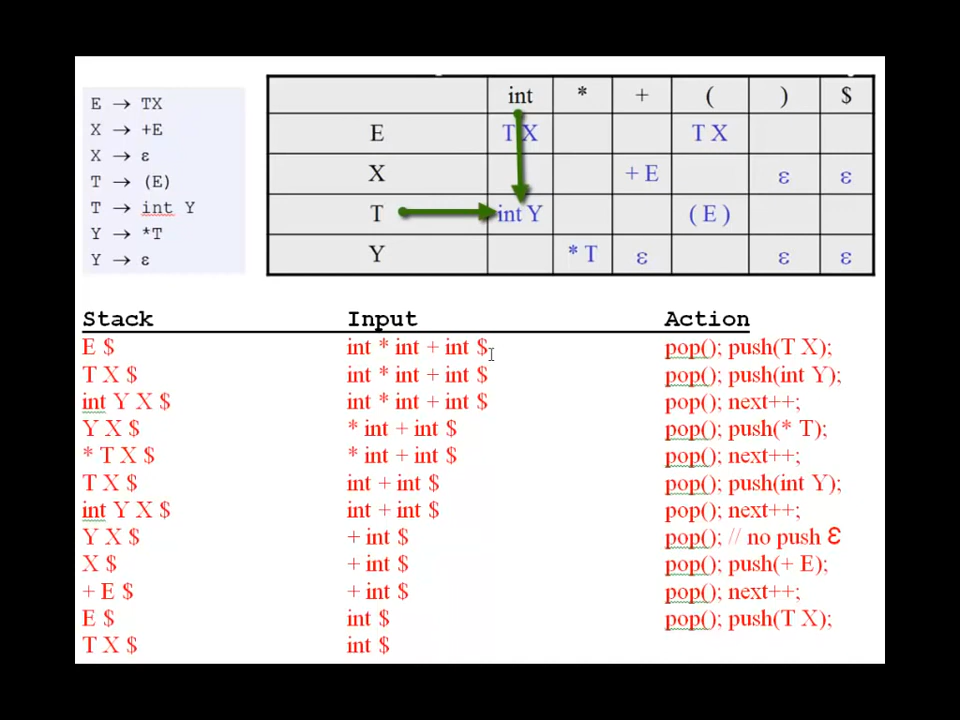 E → TX
X → +E
X → ε
T → (E)
T → int Y
Y → *T
Y → ε
int * + ( ) $
E T X T X
X + E ε ε
T int Y ( E )
Y * T ε ε ε
Stack Input Action
E $ int * int + int $ pop(); push(T X);
T X $ int * int + int $ pop(); push(int Y);
int Y X $ int * int + int $ pop(); next++;
Y X $ * int + int $ pop(); push(* T);
* T X $ * int + int $ pop(); next++;
T X $ int + int $ pop(); push(int Y);
int Y X $ int + int $ pop(); next++;
Y X $ + int $ pop(); // no push ε
X $ + int $ pop(); push(+ E);
+ E $ + int $ pop(); next++;
E $ int $ pop(); push(T X);
T X $ int $